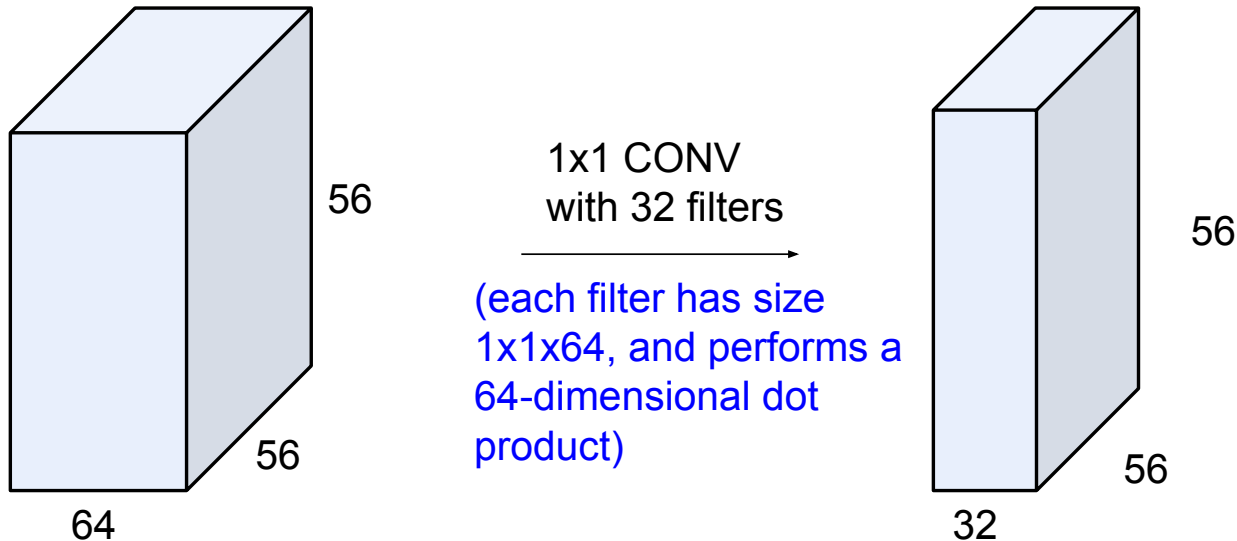 56
56
64
1x1 CONV
with 32 filters
(each filter has size
1x1x64, and performs a
64-dimensional dot
product)
56
56
32